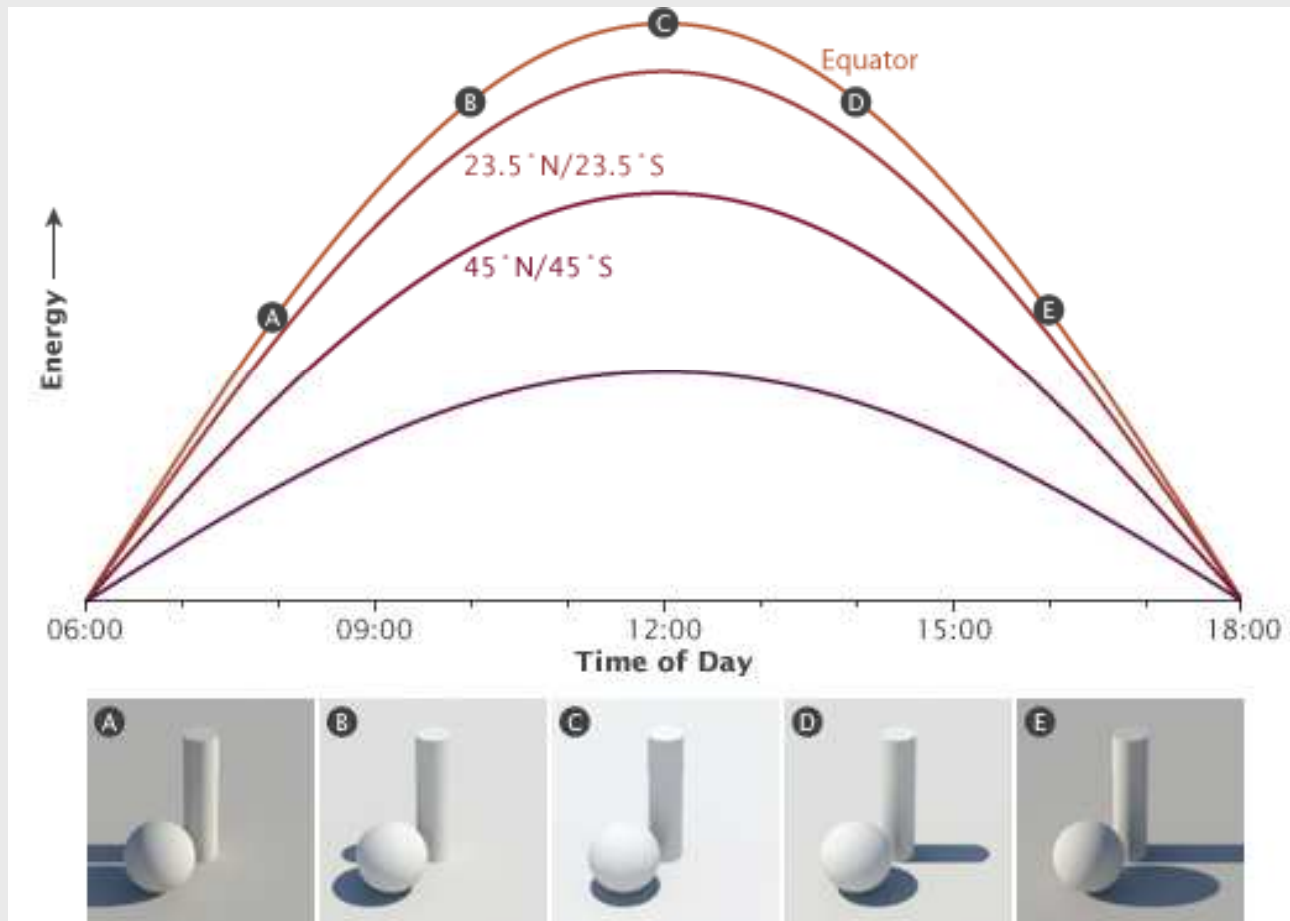 C
Equator
B
D
23.5˚N/23.5˚S
45˚N/45˚S
A
E
Energy
06:00 09:00 12:00 15:00 18:00
Time of Day
A B C D E